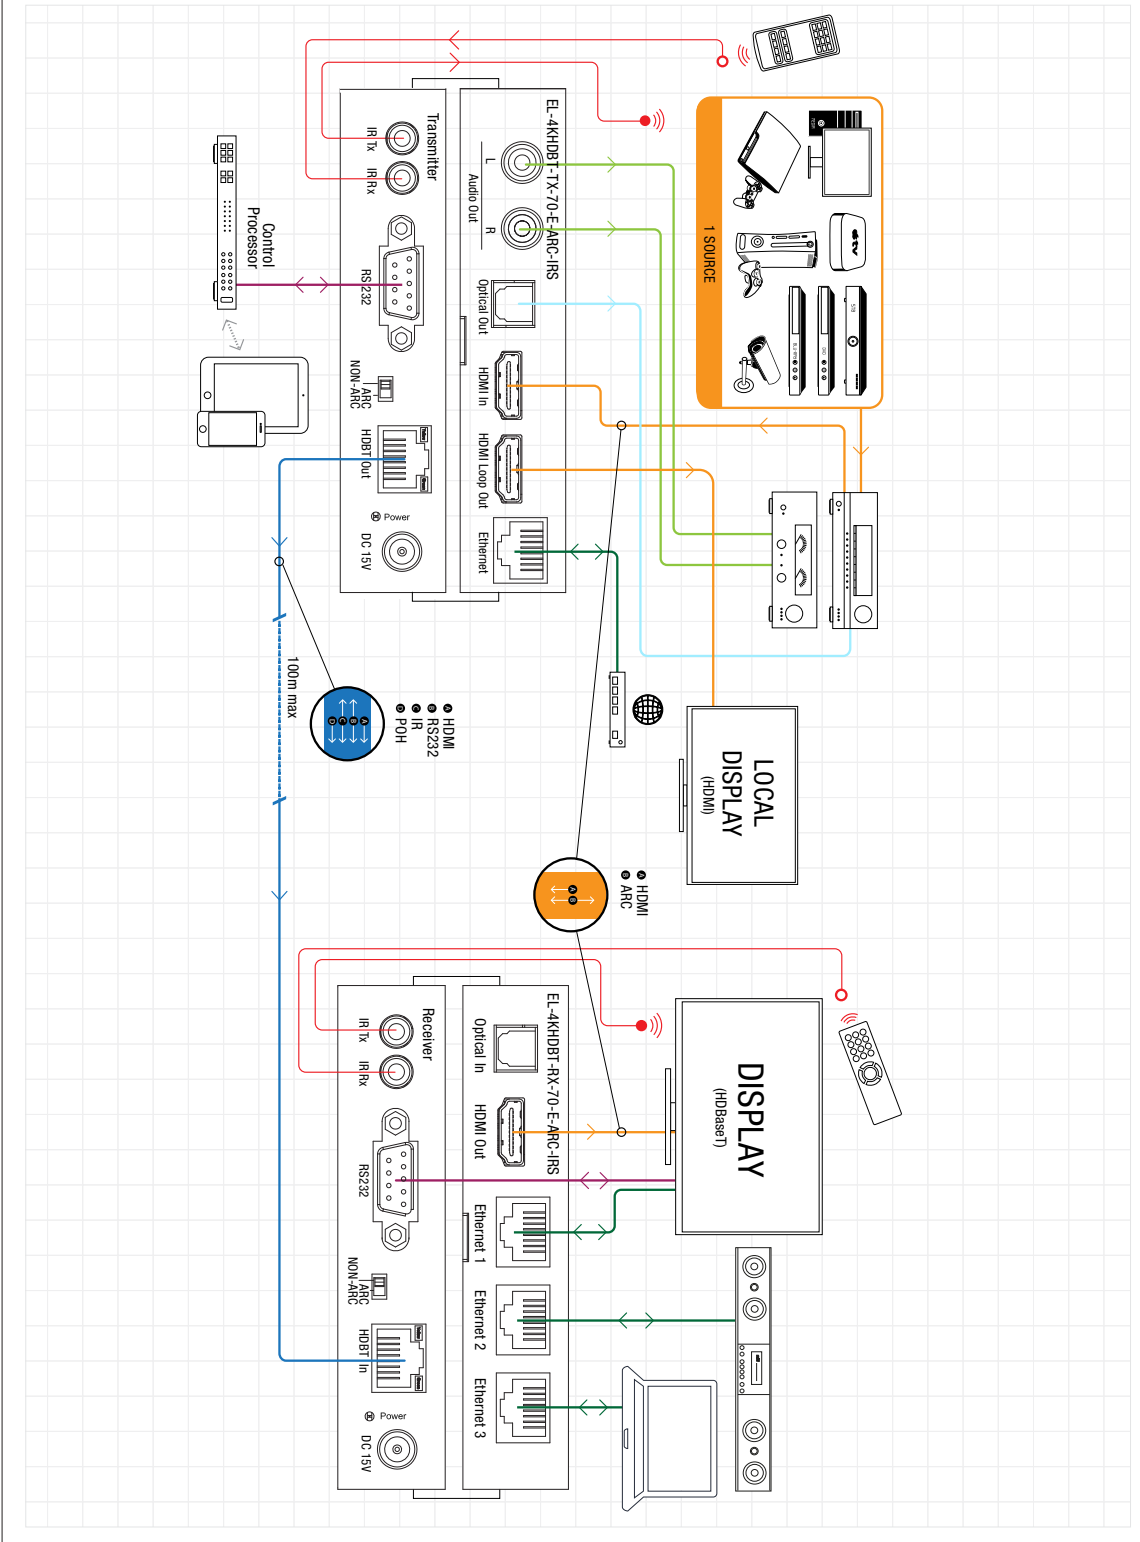 1 SOURCE
tv
EL-4KHDBT-TX-70-E-ARC-IRS
L
R
Audio Out
Optical Out
HDMI In
HDMI Loop Out
Ethernet
Transmitter
IR Tx
IR Rx
RS232
ARC
NON-ARC
HDBT Out
Power
DC 15V
Control
Processor
LOCAL
DISPLAY
(HDMI)
A HDMI
B RS232
C IR
D POH
A
B
C
D
100m max
A HDMI
B ARC
A
B
DISPLAY
(HDBaseT)
EL-4KHDBT-RX-70-E-ARC-IRS
Optical In
HDMI Out
Ethernet 1
Ethernet 2
Ethernet 3
Receiver
IR Tx
IR Rx
RS232
ARC
NON-ARC
HDBT In
Power
DC 15V